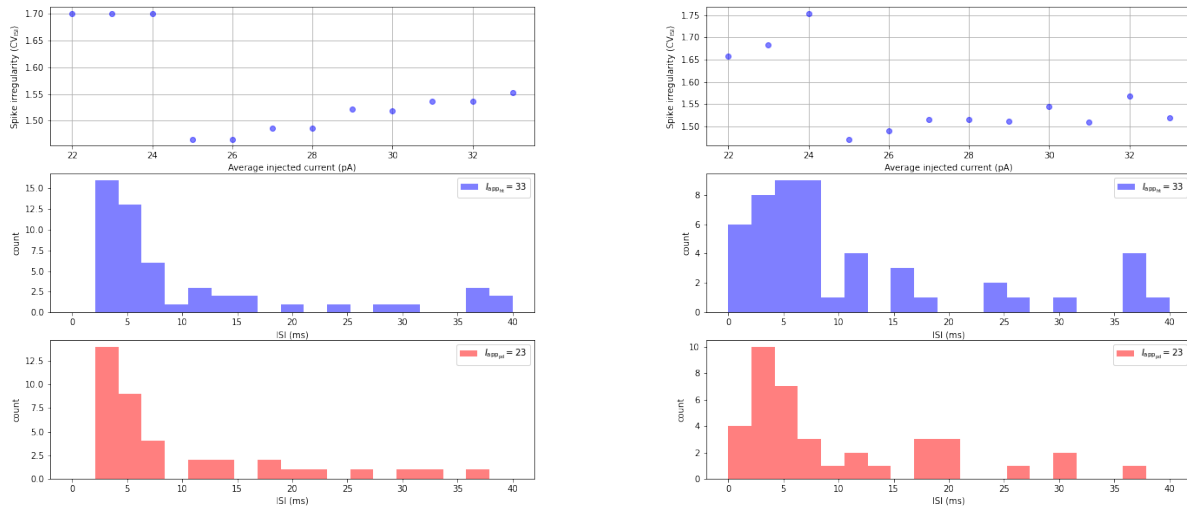 1.70
1.65
1.60
1.55
1.50
Spike irregularity (CV_ISI)
22 24 26 28 30 32
Average injected current (pA)
15.0
12.5
10.0
7.5
5.0
2.5
0.0
count
I_app = 33
0 5 10 15 20 25 30 35 40
ISI (ms)
12.5
10.0
7.5
5.0
2.5
0.0
count
I_app = 23
0 5 10 15 20 25 30 35 40
ISI (ms)
1.75
1.70
1.65
1.60
1.55
1.50
Spike irregularity (CV_ISI)
22 24 26 28 30 32
Average injected current (pA)
8
6
4
2
0
count
I_app = 33
0 5 10 15 20 25 30 35 40
ISI (ms)
10
8
6
4
2
0
count
I_app = 23
0 5 10 15 20 25 30 35 40
ISI (ms)